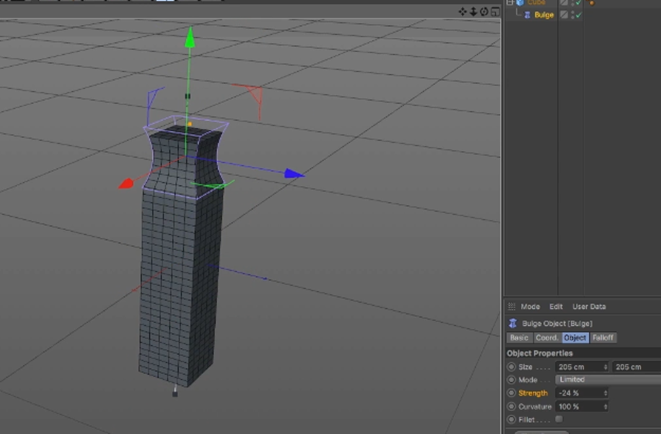 Cube
Bulge
Mode Edit User Data
Bulge Object [Bulge]
Basic Coord. Object Falloff
Object Properties
Size . . . . 205 cm 205 cm
Mode . . . . Limited
Strength . -24 %
Curvature 100 %
Fillet . . .